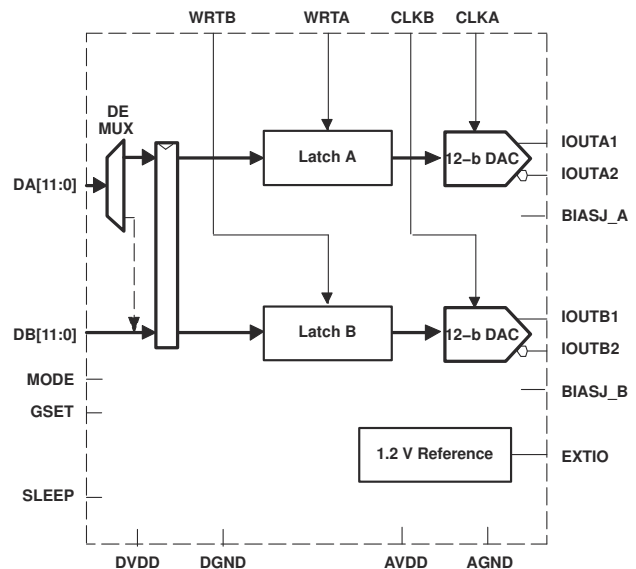 WRTB WRTA CLKB CLKA
DE
MUX
IOUTA1
Latch A
12−b DAC
IOUTA2
DA[11:0]
BIASJ_A
IOUTB1
DB[11:0]
Latch B
12−b DAC
IOUTB2
MODE
BIASJ_B
GSET
1.2 V Reference
EXTIO
SLEEP
DVDD DGND AVDD AGND